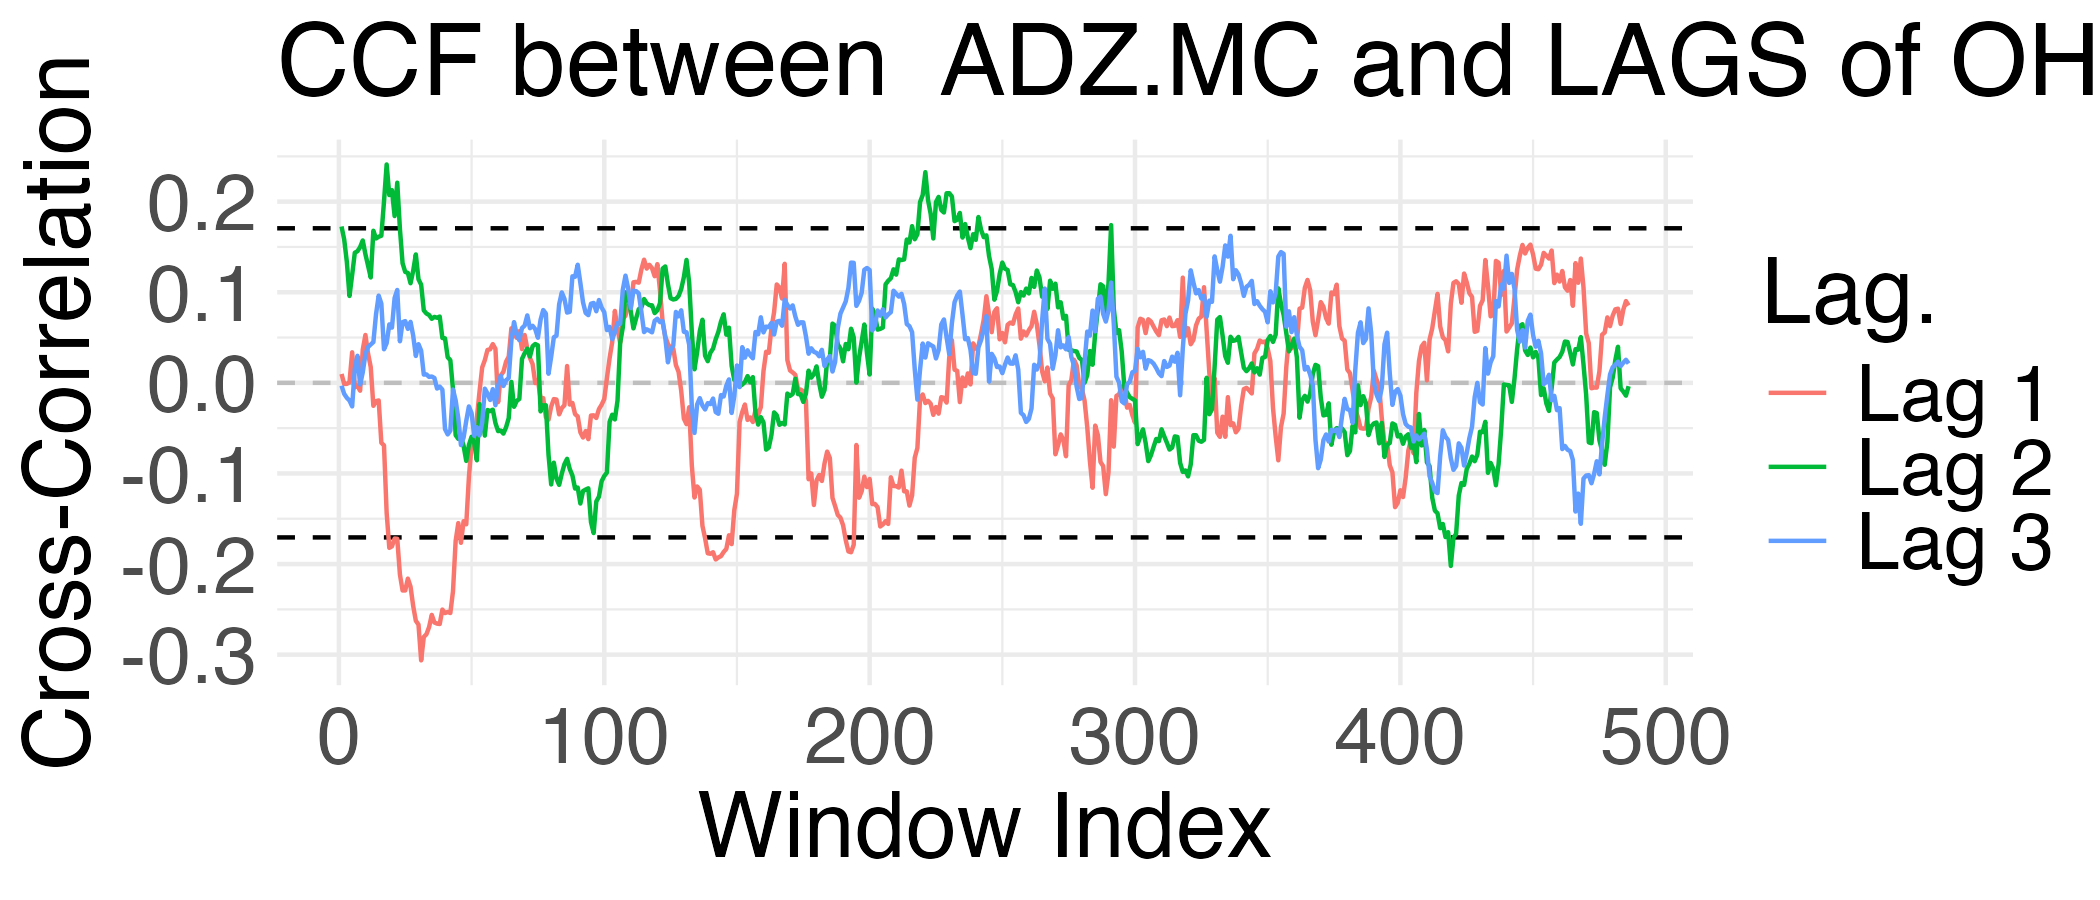 CCF between  ADZ.MC and LAGS of OH
Cross-Correlation
0.2
0.1
0.0
-0.1
-0.2
-0.3
0 100 200 300 400 500
Window Index
Lag.
Lag 1
Lag 2
Lag 3